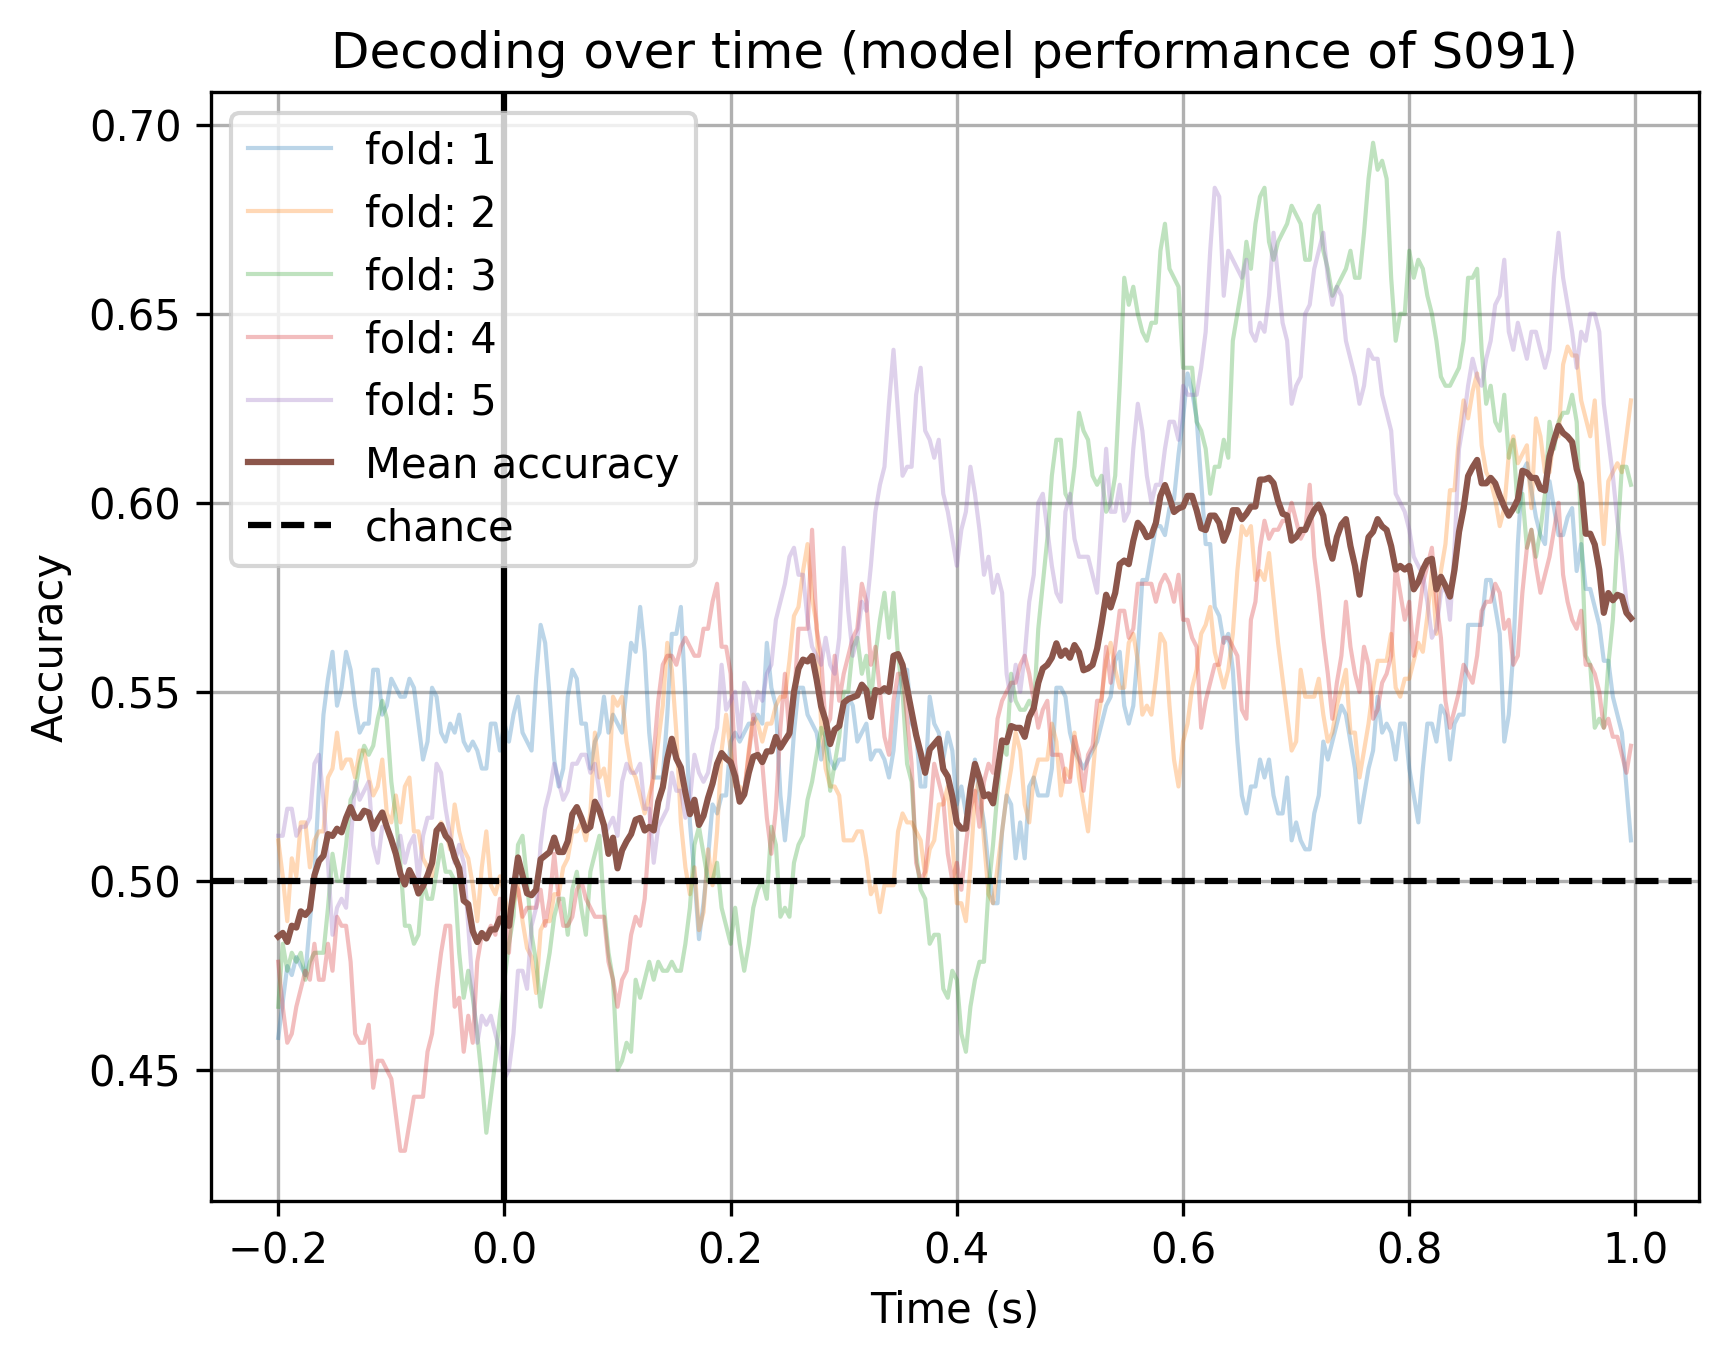 Decoding over time (model performance of S091)
0.70
0.65
0.60
0.55
0.50
0.45
Accuracy
fold: 1
fold: 2
fold: 3
fold: 4
fold: 5
Mean accuracy
chance
−0.2 0.0 0.2 0.4 0.6 0.8 1.0
Time (s)